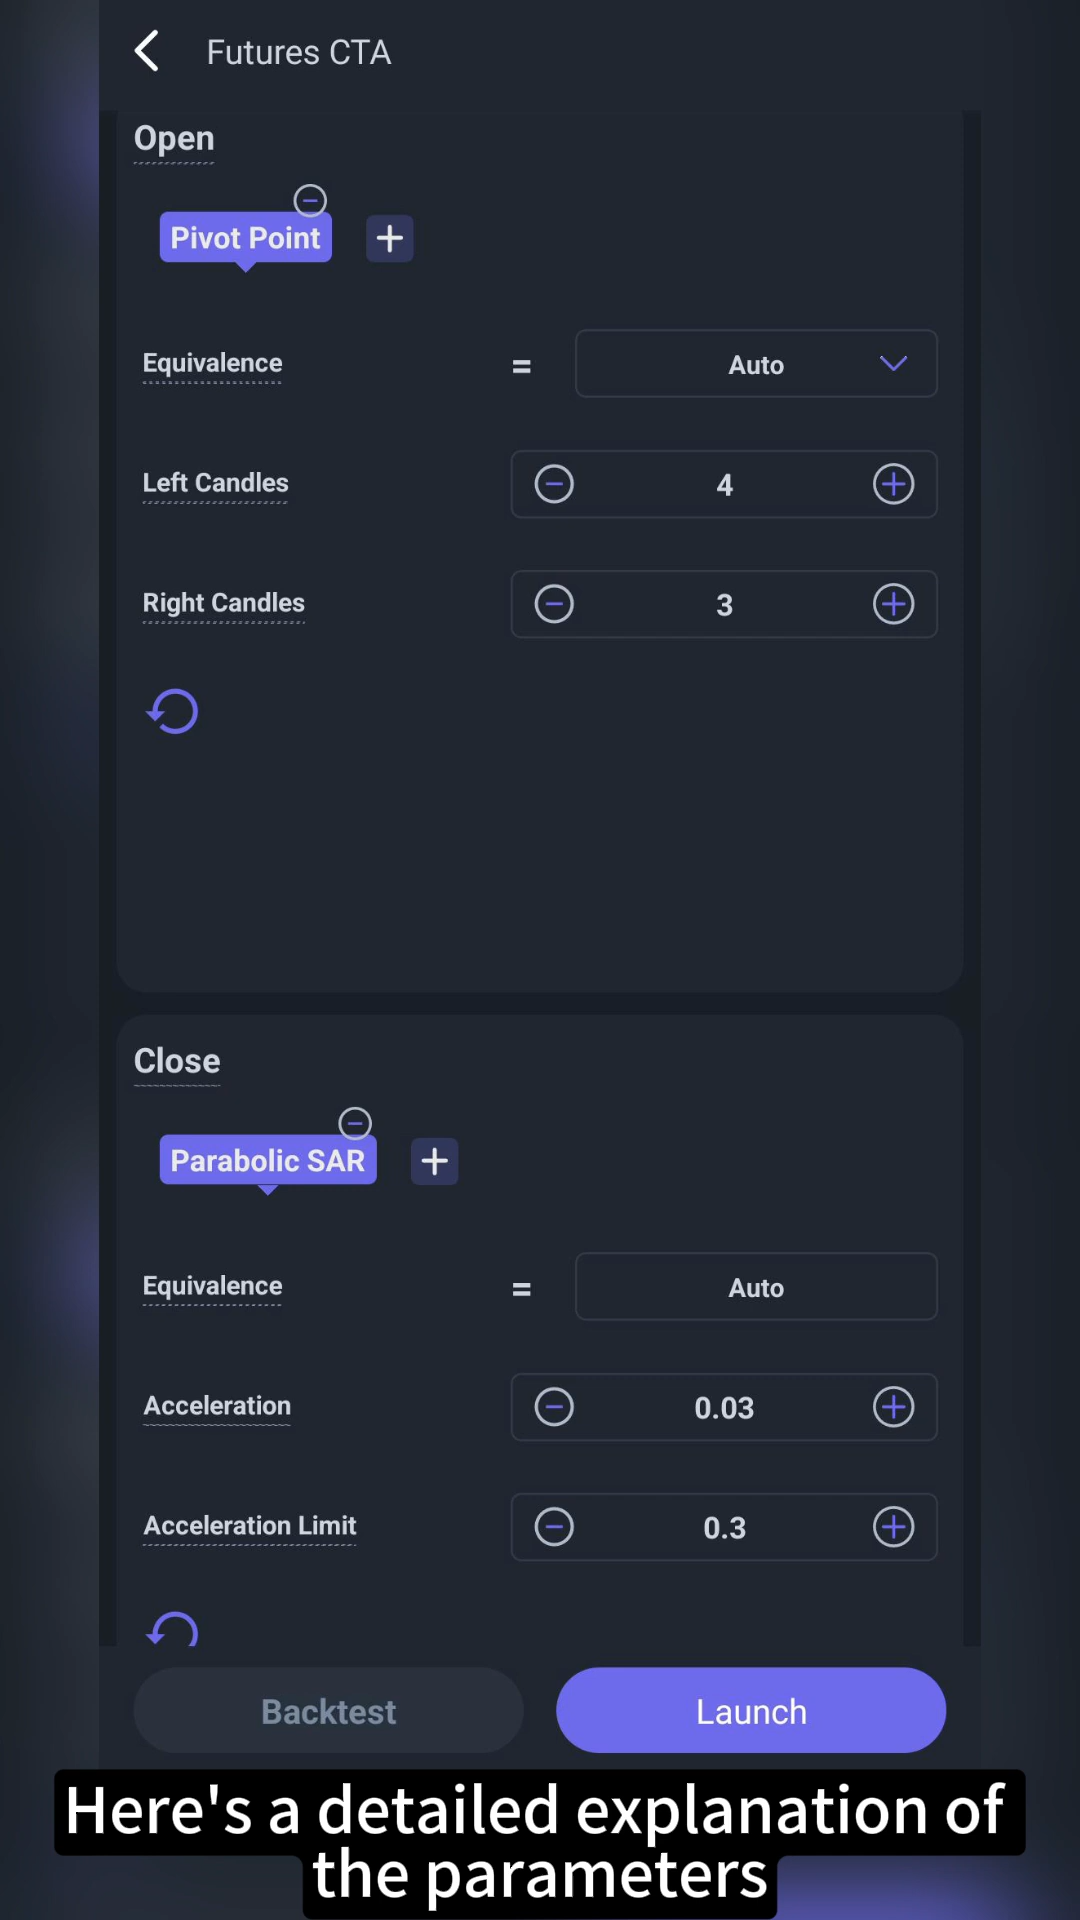 Futures CTA
Open
Pivot Point
Equivalence = Auto
Left Candles 4
Right Candles 3
Close
Parabolic SAR
Equivalence = Auto
Acceleration 0.03
Acceleration Limit 0.3
Backtest Launch
Here's a detailed explanation of
the parameters